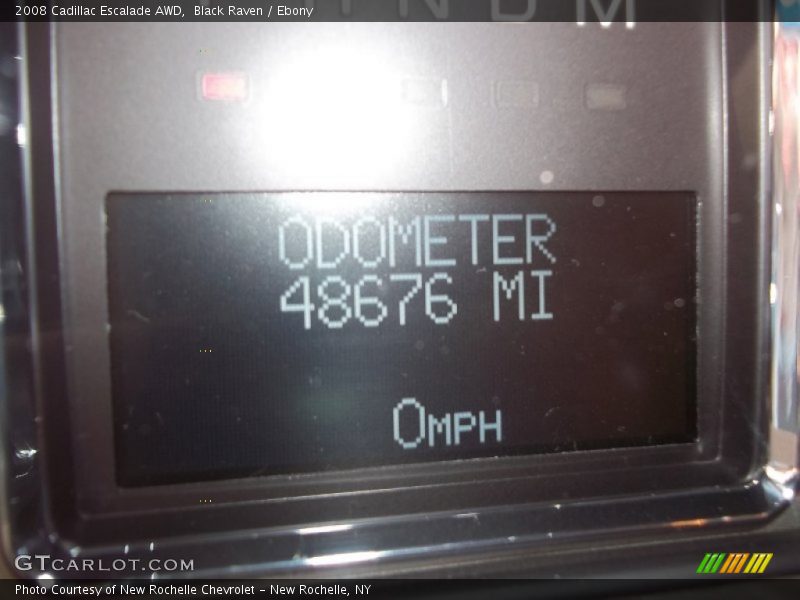 2008 Cadillac Escalade AWD, Black Raven / Ebony
N D M
ODOMETER
48676 MI
0MPH
GTCARLOT.COM
Photo Courtesy of New Rochelle Chevrolet - New Rochelle, NY